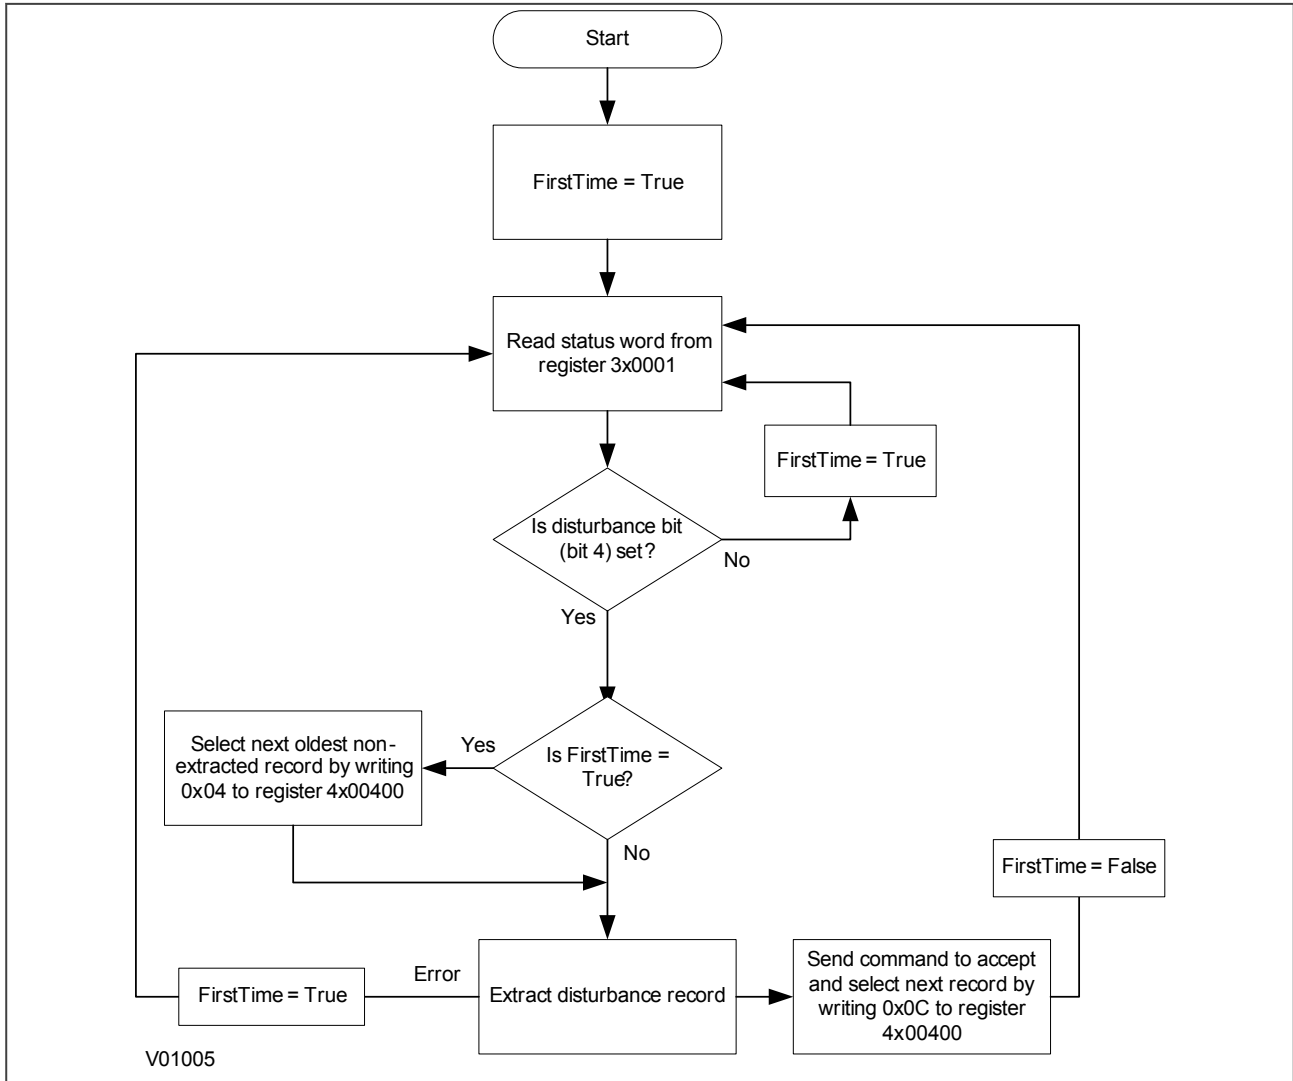 Start
FirstTime = True
Read status word from
register 3x0001
FirstTime = True
Is disturbance bit
(bit 4) set?
No
Yes
Select next oldest non-
extracted record by writing
0x04 to register 4x00400
Yes
Is FirstTime =
True?
No
FirstTime = False
Error
FirstTime = True
Extract disturbance record
Send command to accept
and select next record by
writing 0x0C to register
4x00400
V01005